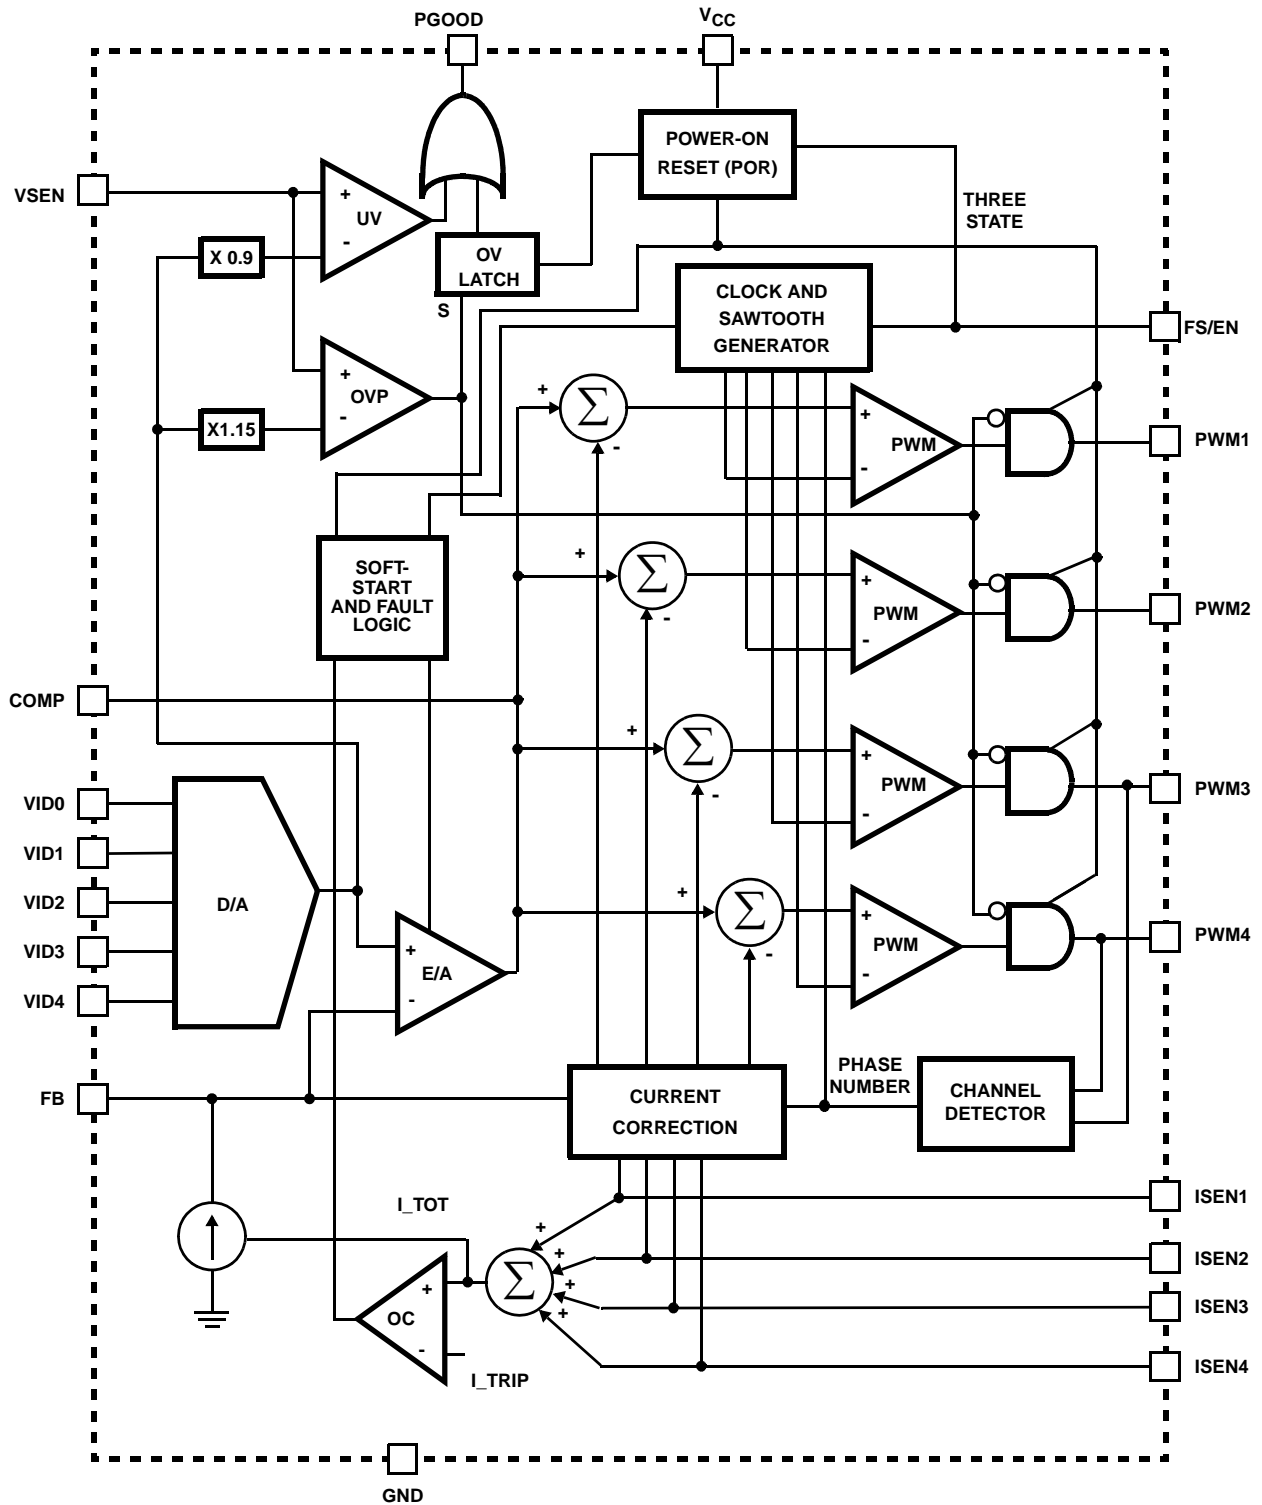 PGOOD
VCC
VSEN
+
UV
-
X 0.9
OV
LATCH
S
POWER-ON
RESET (POR)
THREE
STATE
CLOCK AND
SAWTOOTH
GENERATOR
FS/EN
+
OVP
-
X1.15
+
Σ
-
+
PWM
-
PWM1
SOFT-
START
AND FAULT
LOGIC
+
Σ
-
+
PWM
-
PWM2
COMP
+
Σ
-
+
PWM
-
PWM3
VID0
VID1
VID2
VID3
VID4
D/A
+
E/A
-
+
Σ
-
+
PWM
-
PWM4
FB
CURRENT
CORRECTION
PHASE
NUMBER
CHANNEL
DETECTOR
I_TOT
+
+
+
+
Σ
ISEN1
ISEN2
ISEN3
ISEN4
+
OC
-
I_TRIP
GND